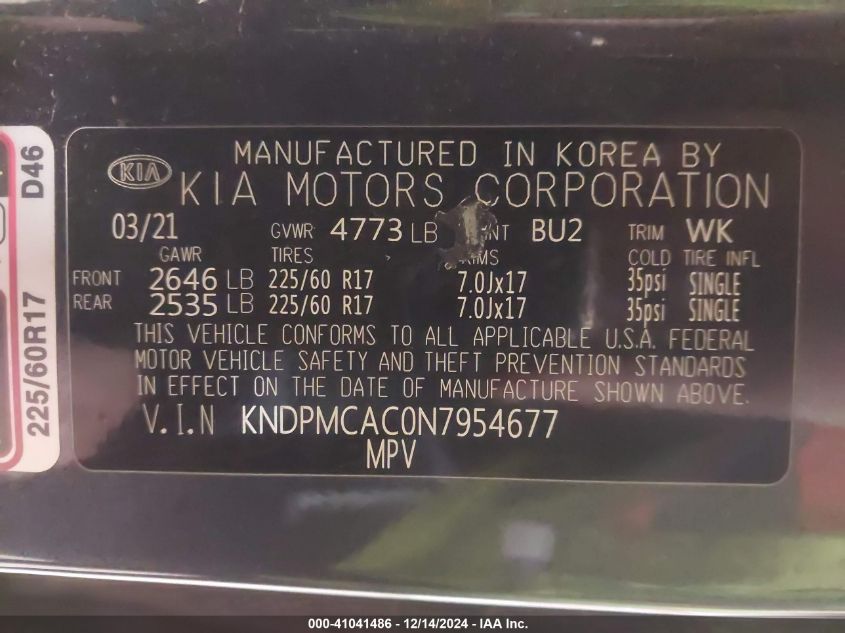 MANUFACTURED IN KOREA BY
KIA KIA MOTORS CORPORATION
03/21 GVWR 4773 LB BU2 TRIM WK
GAWR TIRES COLD TIRE INFL
FRONT 2646 LB 225/60 R17 7.0Jx17 35psi SINGLE
REAR 2535 LB 225/60 R17 7.0Jx17 35psi SINGLE
THIS VEHICLE CONFORMS TO ALL APPLICABLE U.S.A. FEDERAL
MOTOR VEHICLE SAFETY AND THEFT PREVENTION STANDARDS
IN EFFECT ON THE DATE OF MANUFACTURE SHOWN ABOVE.
V.I.N KNDPMCAC0N7954677
MPV
225/60R17 D46
000-41041486 - 12/14/2024 - IAA Inc.